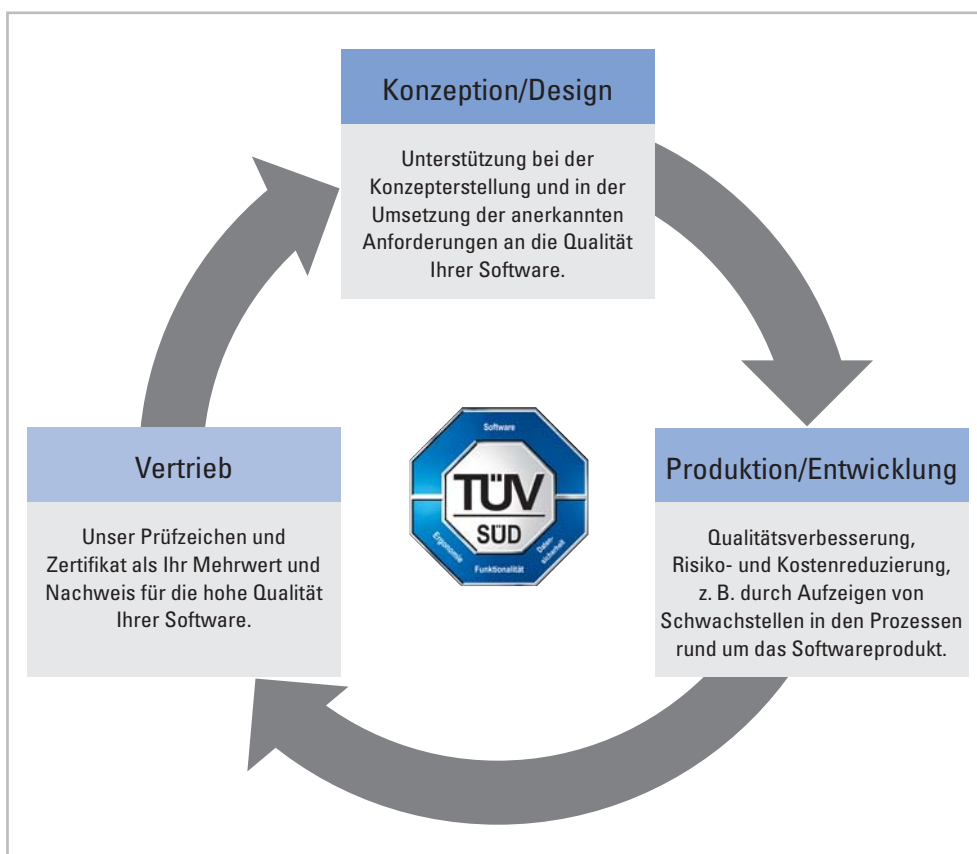 Konzeption/Design
Unterstützung bei der
Konzepterstellung und in der
Umsetzung der anerkannten
Anforderungen an die Qualität
Ihrer Software.
Vertrieb
Unser Prüfzeichen und
Zertifikat als Ihr Mehrwert und
Nachweis für die hohe Qualität
Ihrer Software.
Software
TÜV
SÜD
Ergonomie
Funktionalität
Daten-
sicherheit
Produktion/Entwicklung
Qualitätsverbesserung,
Risiko- und Kostenreduzierung,
z. B. durch Aufzeigen von
Schwachstellen in den Prozessen
rund um das Softwareprodukt.